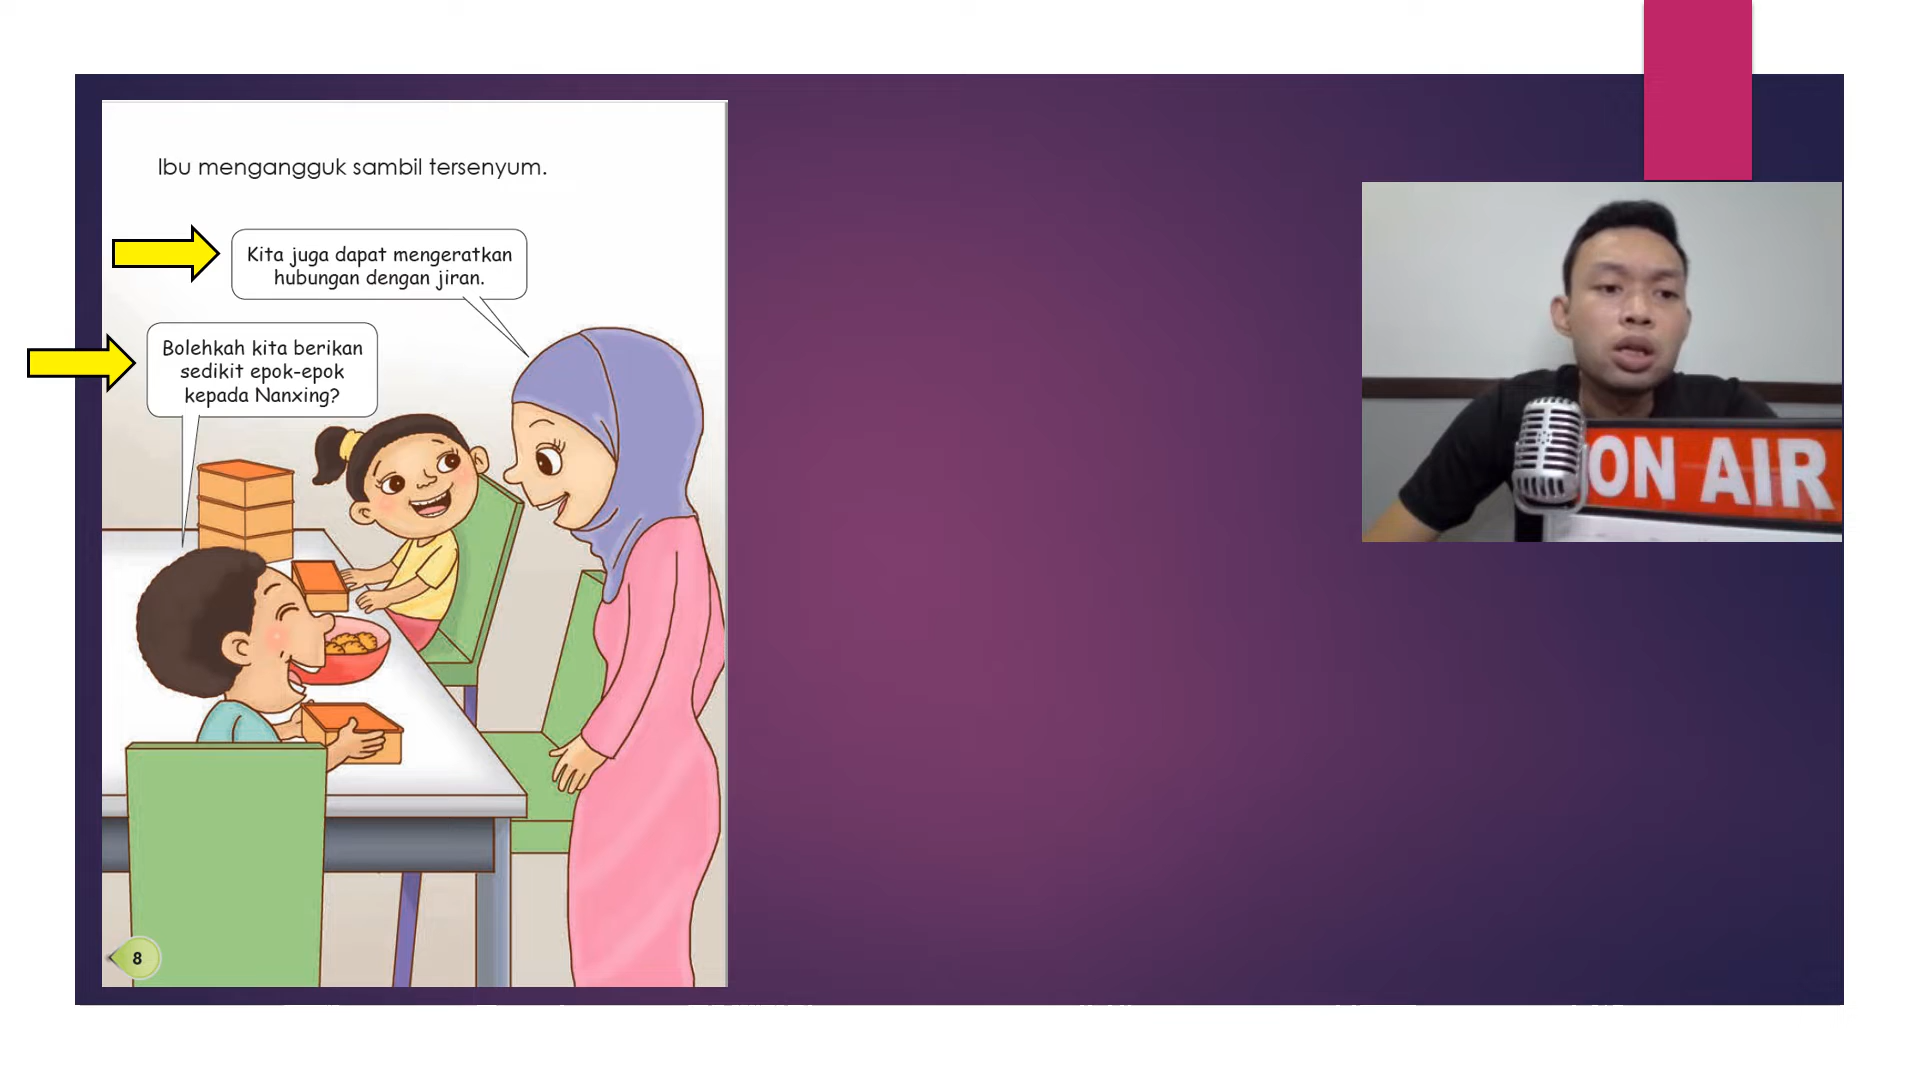 Ibu mengangguk sambil tersenyum.
Kita juga dapat mengeratkan
hubungan dengan jiran.
Bolehkah kita berikan
sedikit epok-epok
kepada Nanxing?
ON AIR
8